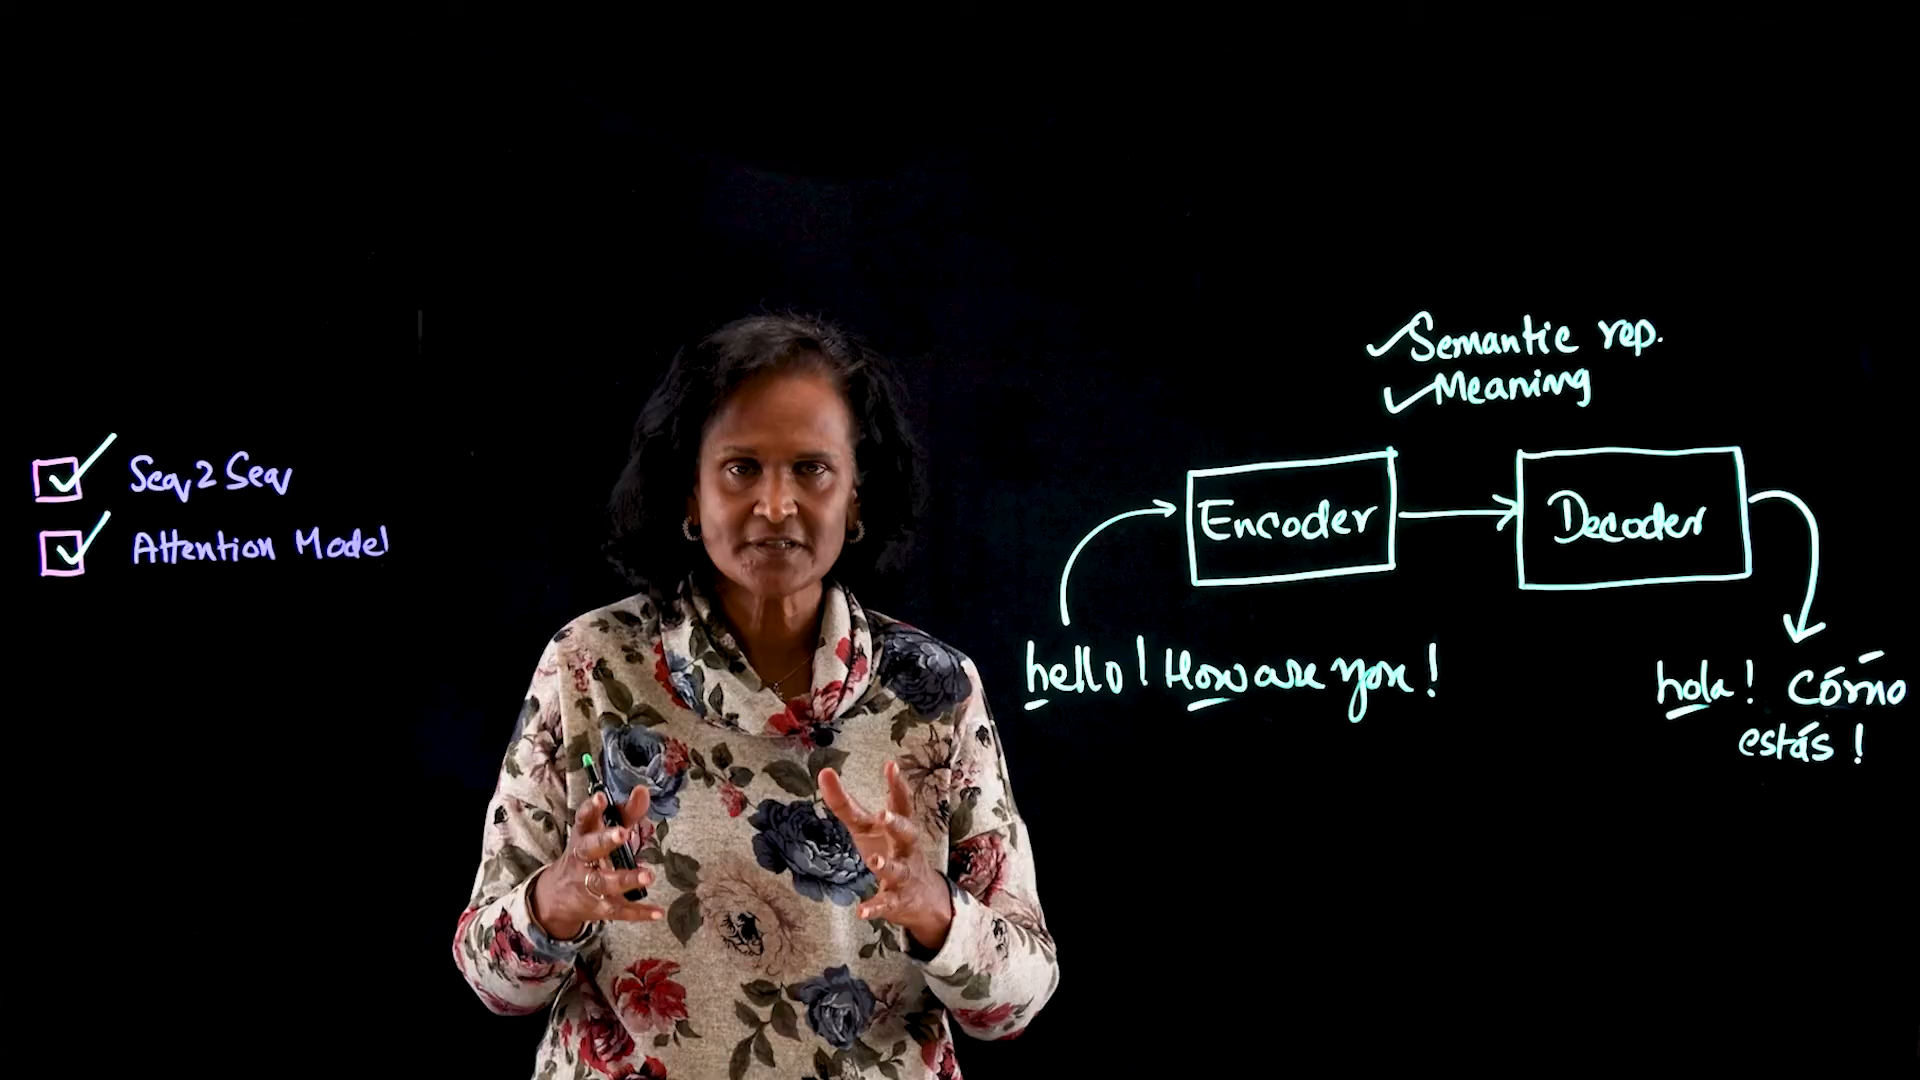 Seq2Seq
Attention Model
Semantic rep.
Meaning
Encoder
Decoder
hello! How are you!
hola! Cómo
estás!